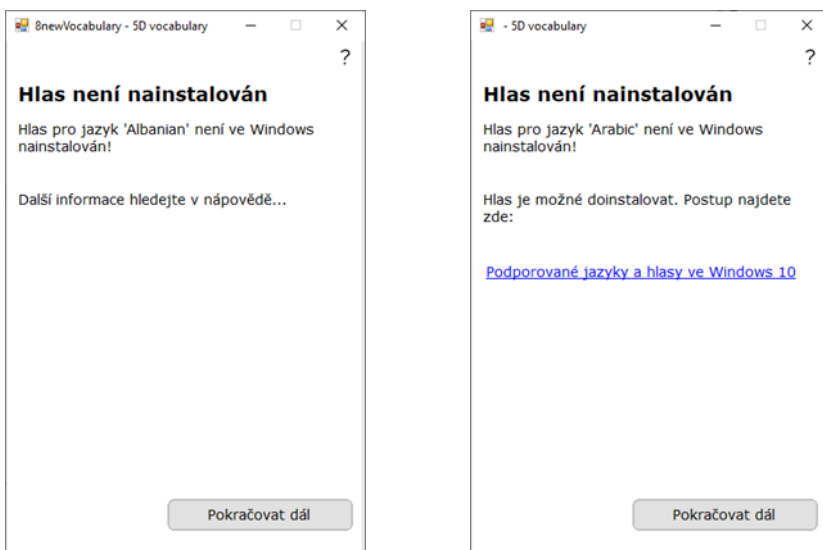 8newVocabulary - 5D vocabulary
?
Hlas není nainstalován
Hlas pro jazyk 'Albanian' není ve Windows
nainstalován!
Další informace hledejte v nápovědě...
Pokračovat dál
- 5D vocabulary
?
Hlas není nainstalován
Hlas pro jazyk 'Arabic' není ve Windows
nainstalován!
Hlas je možné doinstalovat. Postup najdete
zde:
Podporované jazyky a hlasy ve Windows 10
Pokračovat dál